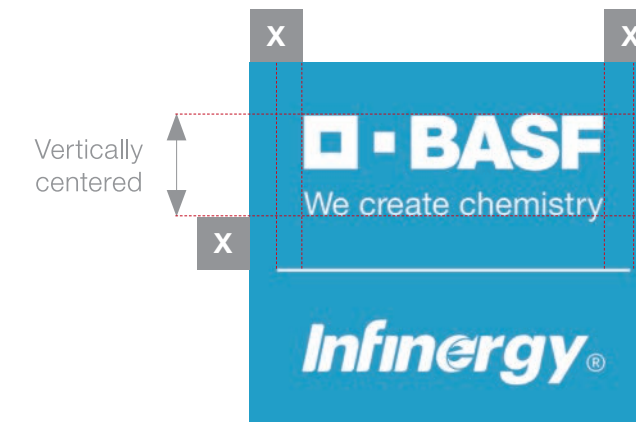 X
X
Vertically
centered
BASF
We create chemistry
X
Infinergy®